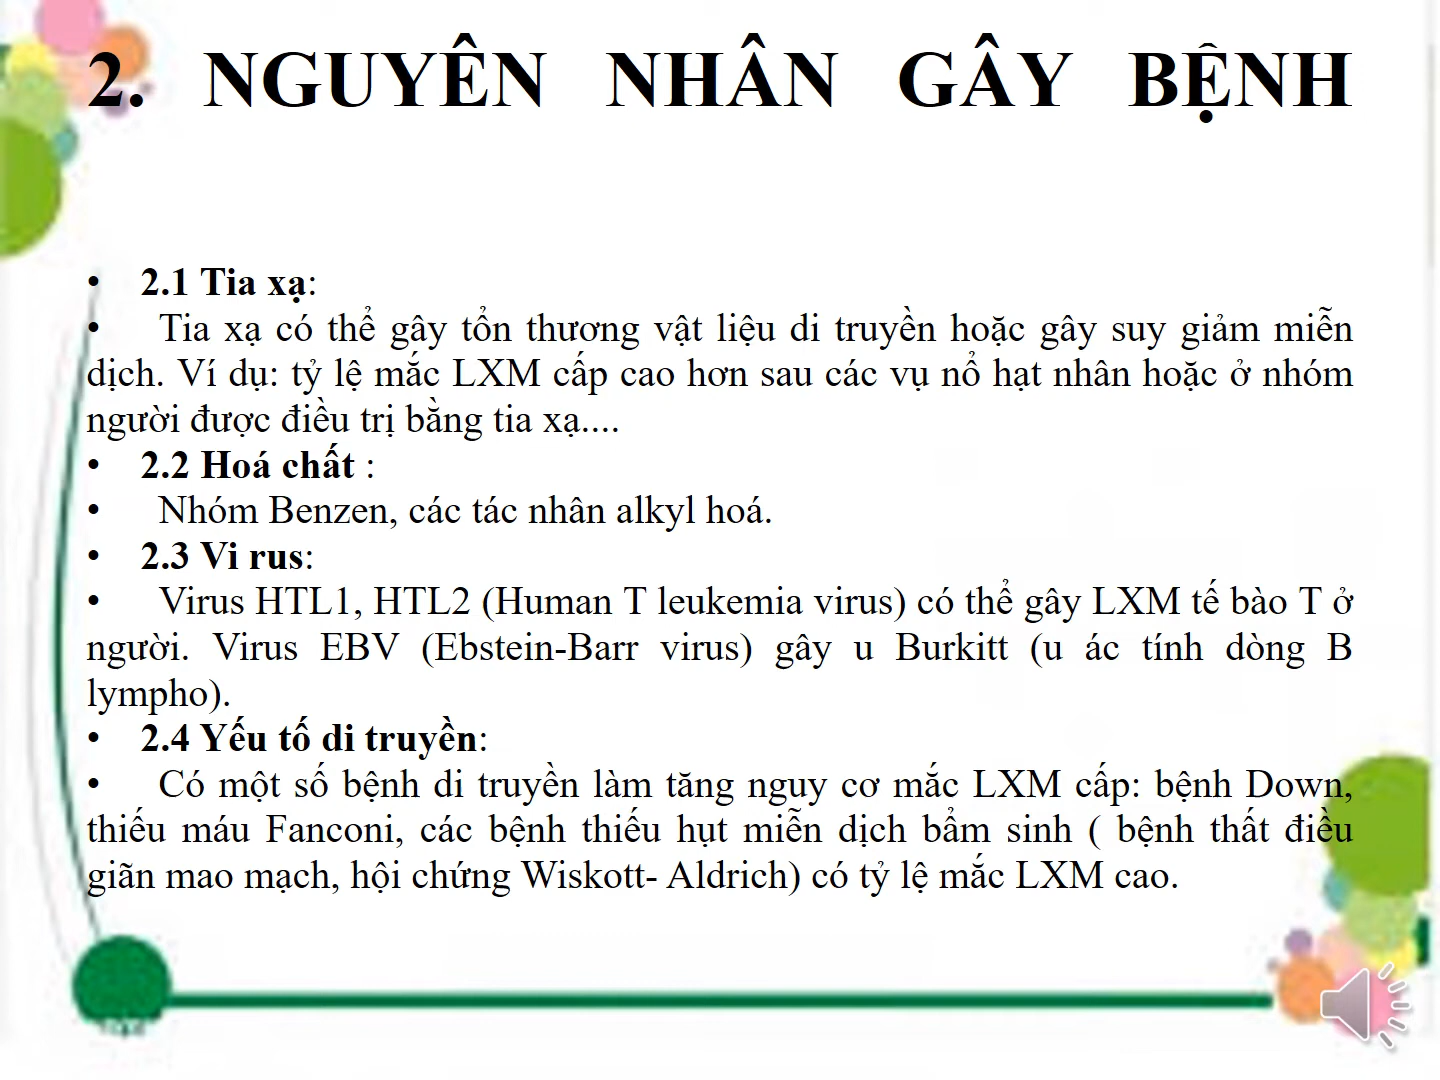 2. NGUYÊN NHÂN GÂY BỆNH
• 2.1 Tia xạ:
• Tia xạ có thể gây tổn thương vật liệu di truyền hoặc gây suy giảm miễn
dịch. Ví dụ: tỷ lệ mắc LXM cấp cao hơn sau các vụ nổ hạt nhân hoặc ở nhóm
người được điều trị bằng tia xạ....
• 2.2 Hoá chất :
• Nhóm Benzen, các tác nhân alkyl hoá.
• 2.3 Vi rus:
• Virus HTL1, HTL2 (Human T leukemia virus) có thể gây LXM tế bào T ở
người. Virus EBV (Ebstein-Barr virus) gây u Burkitt (u ác tính dòng B
lympho).
• 2.4 Yếu tố di truyền:
• Có một số bệnh di truyền làm tăng nguy cơ mắc LXM cấp: bệnh Down,
thiếu máu Fanconi, các bệnh thiếu hụt miễn dịch bẩm sinh ( bệnh thất điều
giãn mao mạch, hội chứng Wiskott- Aldrich) có tỷ lệ mắc LXM cao.